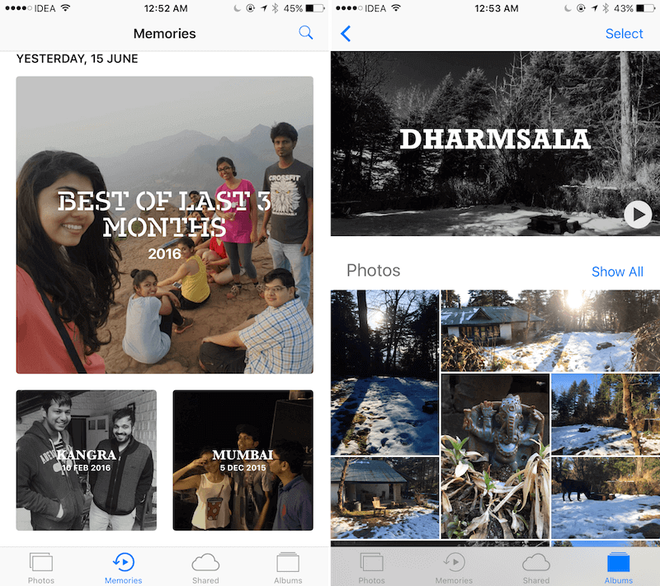 IDEA 12:52 AM 45%
Memories
YESTERDAY, 15 JUNE
CROSSFIT
BEST OF LAST 3
MONTHS
2016
KANGRA
16 FEB 2016
MUMBAI
5 DEC 2015
Photos Memories Shared Albums
IDEA 12:53 AM 43%
Select
DHARMSALA
Photos Show All
Photos Memories Shared Albums